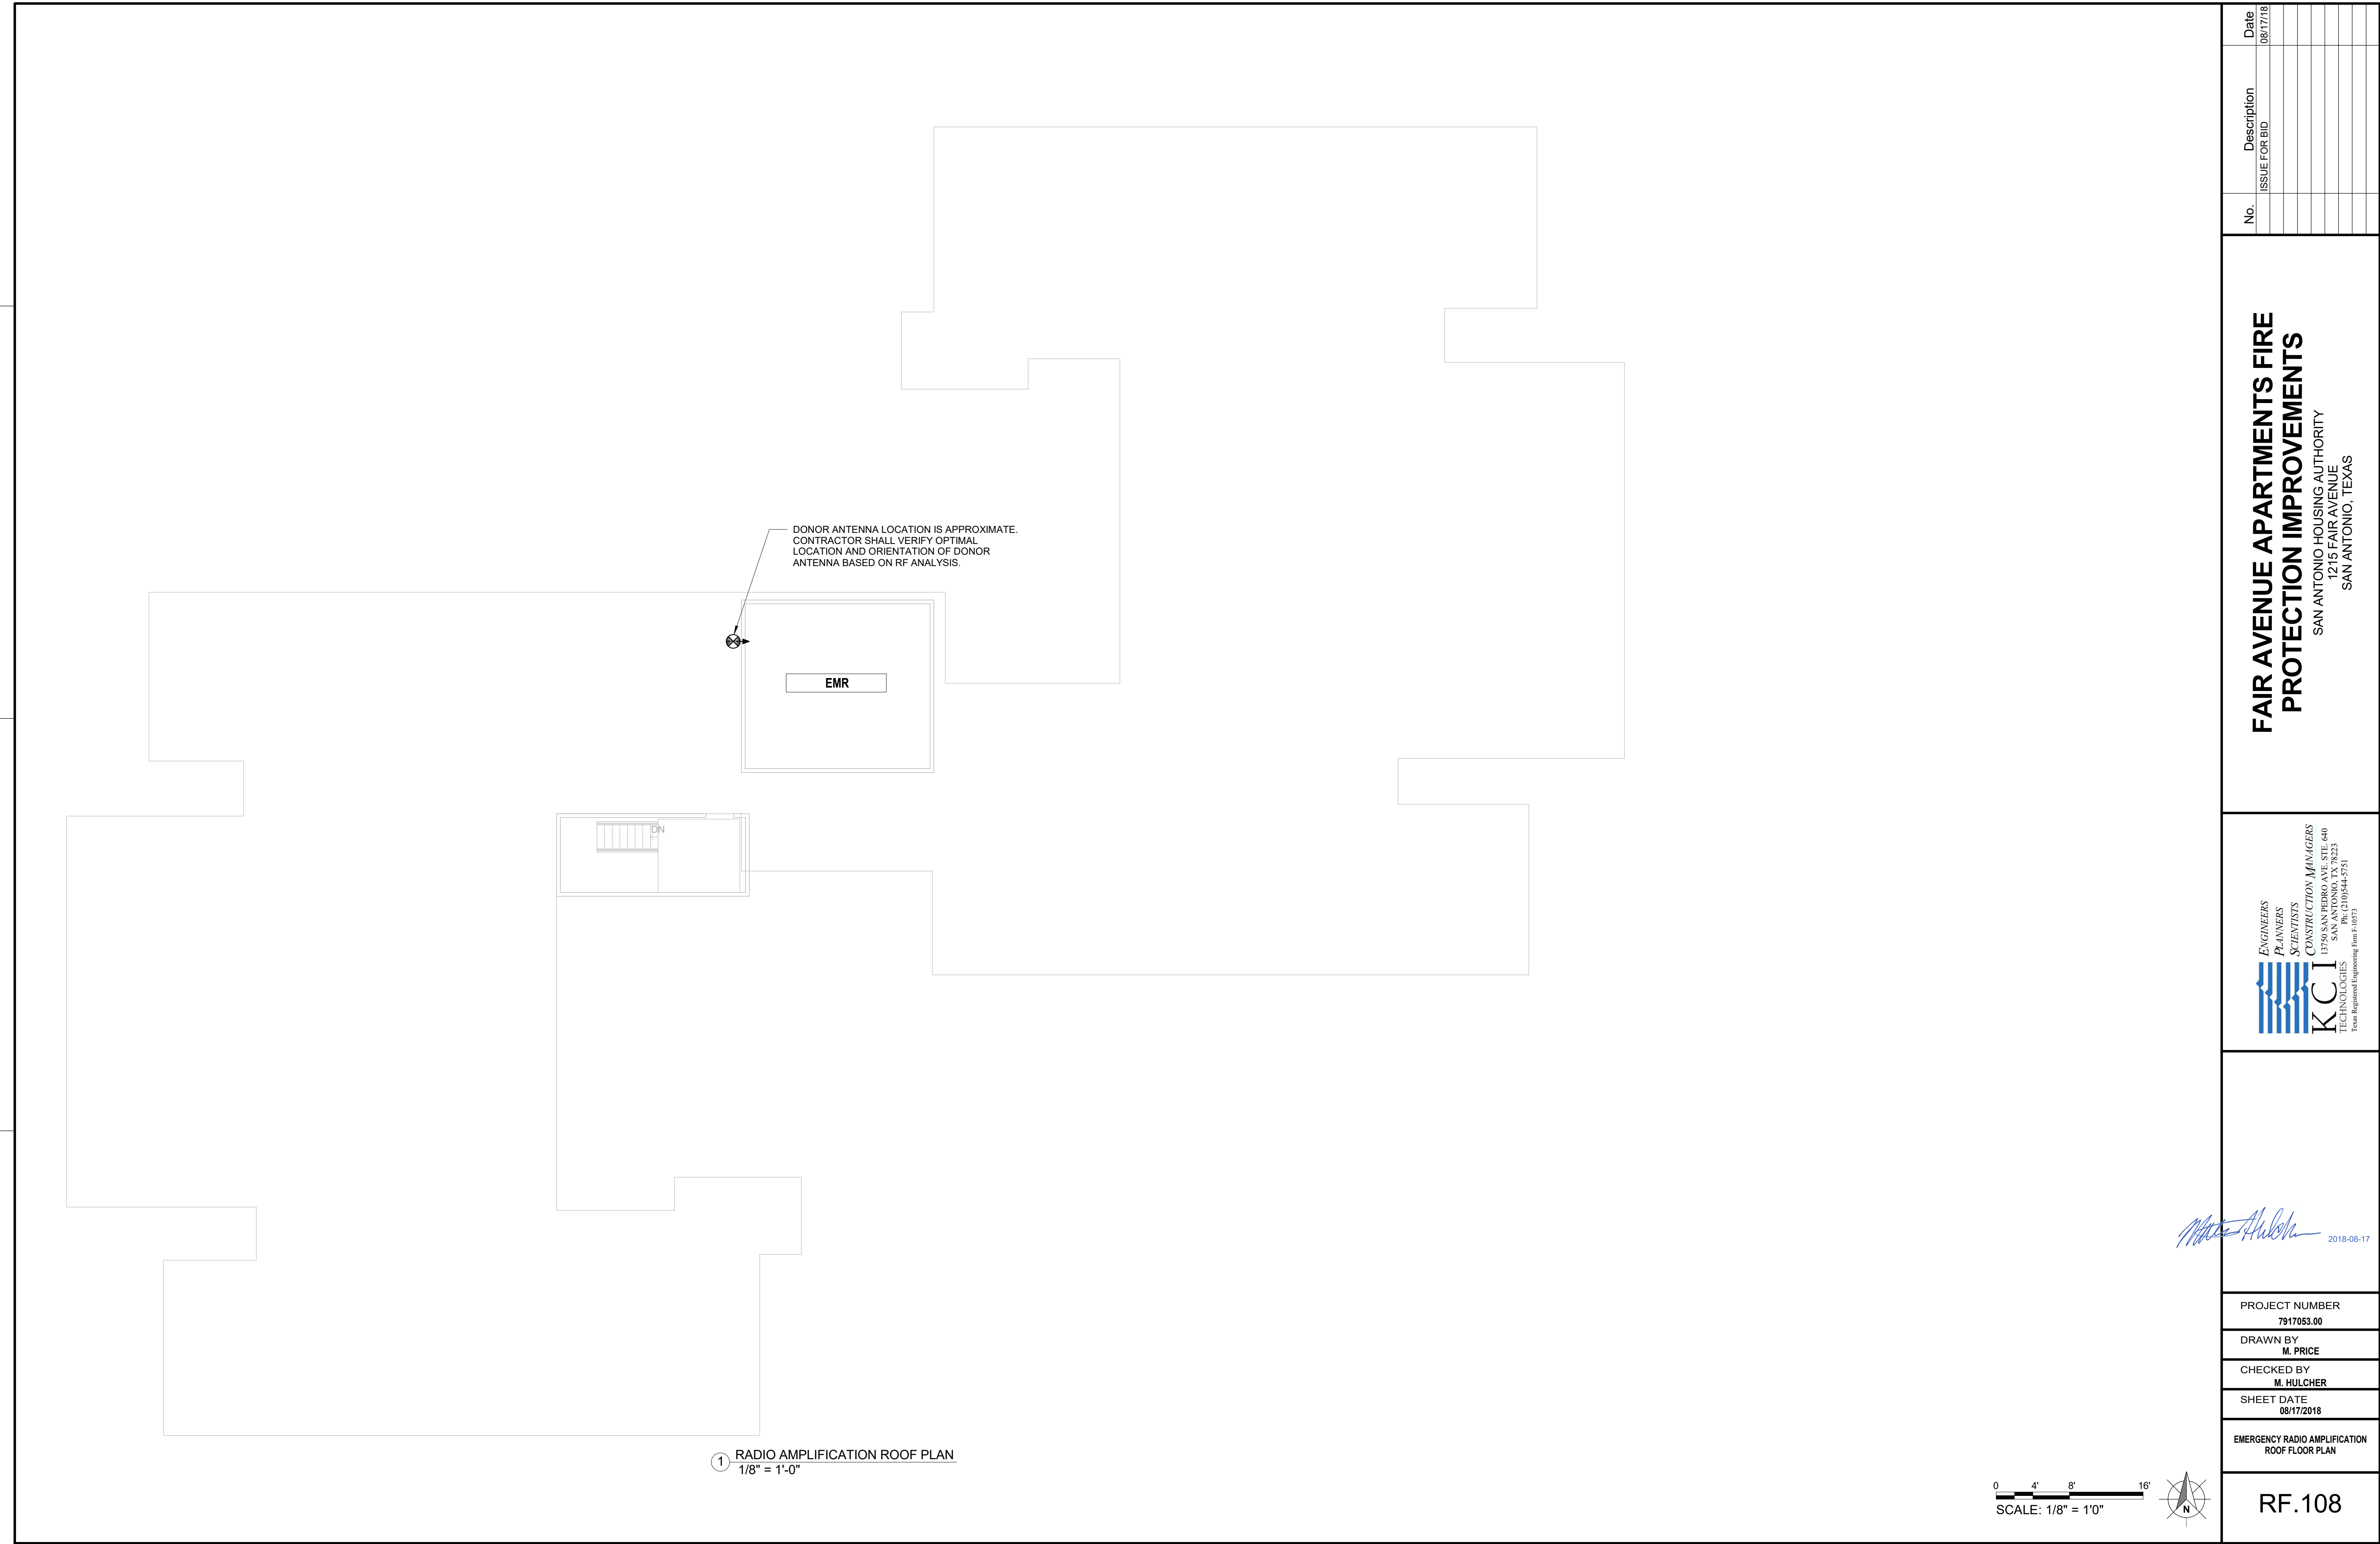 DONOR ANTENNA LOCATION IS APPROXIMATE.
CONTRACTOR SHALL VERIFY OPTIMAL
LOCATION AND ORIENTATION OF DONOR
ANTENNA BASED ON RF ANALYSIS.
EMR
DN
1
RADIO AMPLIFICATION ROOF PLAN
1/8" = 1'-0"
0 4' 8' 16'
SCALE: 1/8" = 1'0"
N
No. Description Date
ISSUE FOR BID 08/17/18
FAIR AVENUE APARTMENTS FIRE
PROTECTION IMPROVEMENTS
SAN ANTONIO HOUSING AUTHORITY
1215 FAIR AVENUE
SAN ANTONIO, TEXAS
ENGINEERS
PLANNERS
SCIENTISTS
CONSTRUCTION MANAGERS
KCI
TECHNOLOGIES
13750 SAN PEDRO AVE. STE. 640
SAN ANTONIO, TX 78223
Ph: (210)544-5751
Texas Registered Engineering Firm F-10573
2018-08-17
PROJECT NUMBER
7917053.00
DRAWN BY
M. PRICE
CHECKED BY
M. HULCHER
SHEET DATE
08/17/2018
EMERGENCY RADIO AMPLIFICATION
ROOF FLOOR PLAN
RF.108